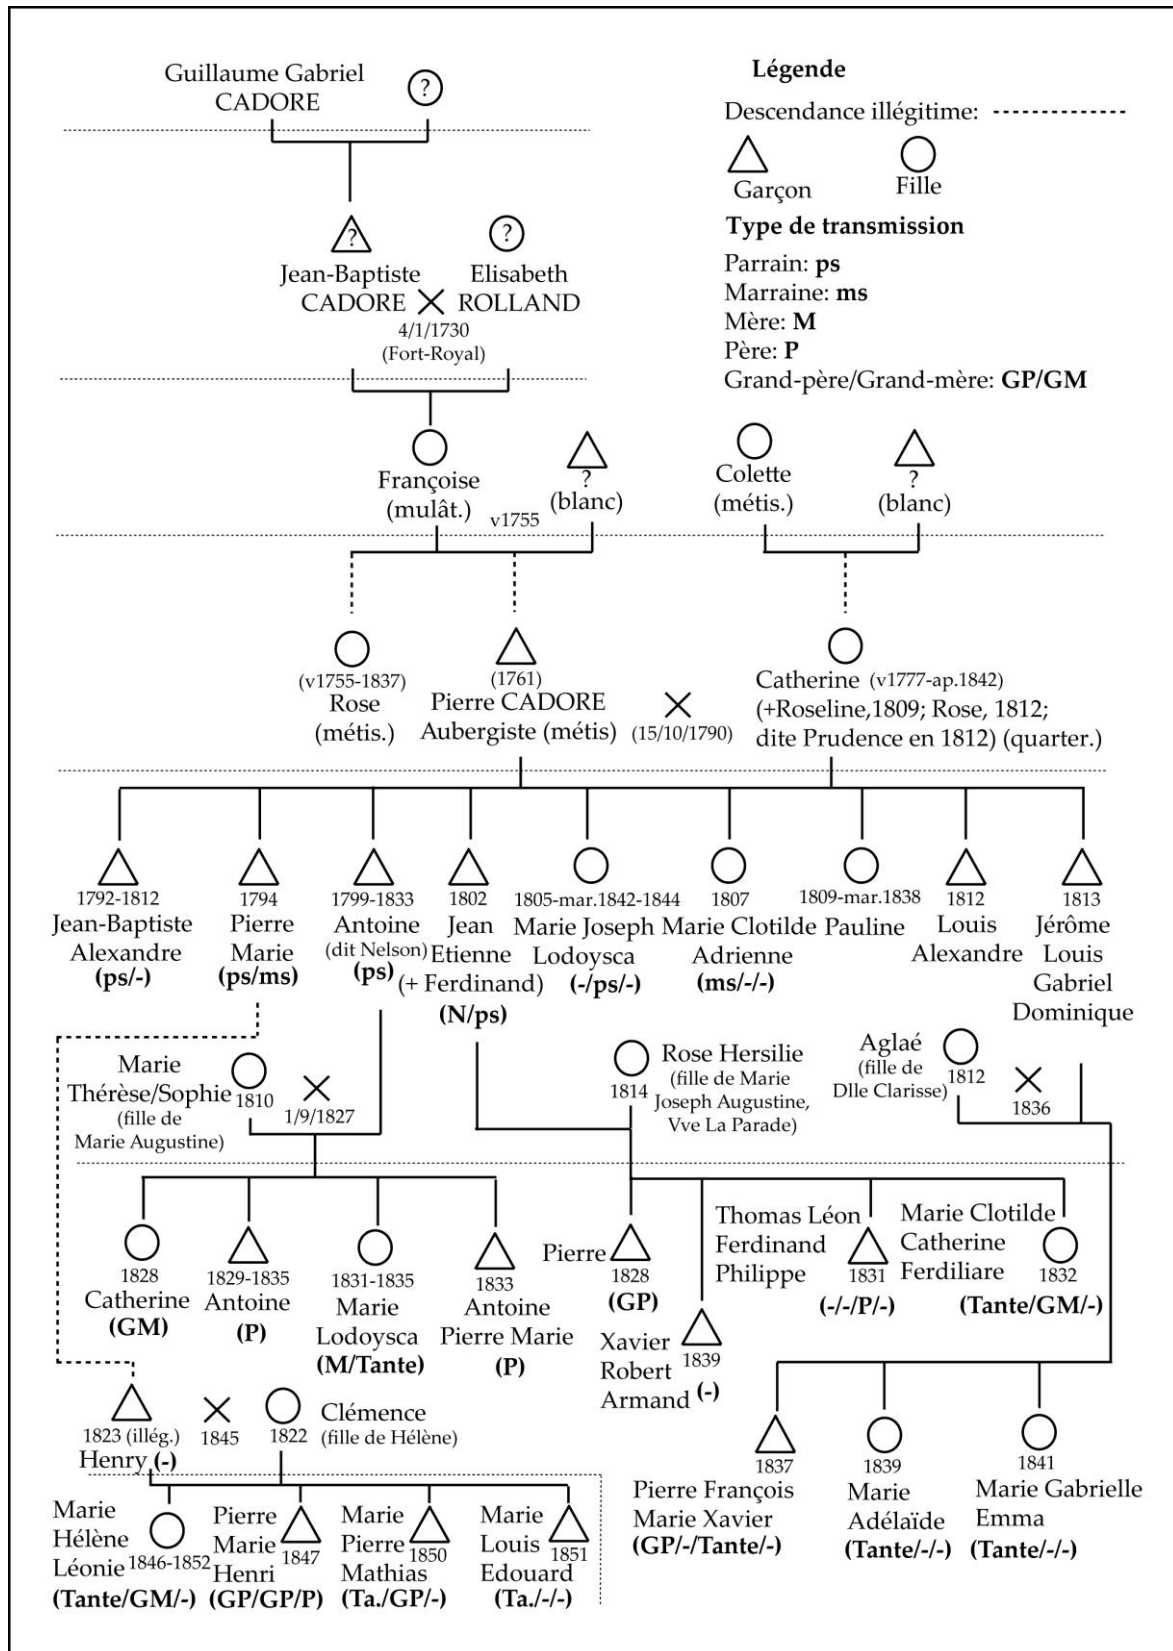 Guillaume Gabriel
CADORE
?
Légende
Descendance illégitime:
Garçon
Fille
Type de transmission
Parrain: ps
Marraine: ms
Mère: M
Père: P
Grand-père/Grand-mère: GP/GM
?
Jean-Baptiste
CADORE
?
Elisabeth
ROLLAND
4/1/1730
(Fort-Royal)
Françoise
(mulât.)
v1755
?
(blanc)
Colette
(métis.)
?
(blanc)
(v1755-1837)
Rose
(métis.)
(1761)
Pierre CADORE
Aubergiste (métis)
(15/10/1790)
Catherine (v1777-ap.1842)
(+Roseline,1809; Rose, 1812;
dite Prudence en 1812) (quarter.)
1792-1812
Jean-Baptiste
Alexandre
(ps/-)
1794
Pierre
Marie
(ps/ms)
1799-1833
Antoine
(dit Nelson)
(ps)
1802
Jean
Etienne
(+ Ferdinand)
(N/ps)
1805-mar.1842-1844
Marie Joseph
Lodoysca
(-/ps/-)
1807
Marie Clotilde
Adrienne
(ms/-/-)
1809-mar.1838
Pauline
1812
Louis
Alexandre
1813
Jérôme
Louis
Gabriel
Dominique
Marie
Thérèse/Sophie
(fille de
Marie Augustine)
1810
1/9/1827
1814
Rose Hersilie
(fille de Marie
Joseph Augustine,
Vve La Parade)
Aglaé
(fille de
Dlle Clarisse)
1812
1836
1828
Catherine
(GM)
1829-1835
Antoine
(P)
1831-1835
Marie
Lodoysca
(M/Tante)
1833
Antoine
Pierre Marie
(P)
Pierre
1828
(GP)
Xavier
Robert
Armand (-)
1839
Thomas Léon
Ferdinand
Philippe
1831
(-/-/P/-)
Marie Clotilde
Catherine
Ferdiliare
1832
(Tante/GM/-)
1823 (illég.)
Henry (-)
1845
1822
Clémence
(fille de Hélène)
1837
Pierre François
Marie Xavier
(GP/-/Tante/-)
1839
Marie
Adélaïde
(Tante/-/-)
1841
Marie Gabrielle
Emma
(Tante/-/-)
Marie
Hélène
Léonie
1846-1852
(Tante/GM/-)
Pierre
Marie
Henri
1847
(GP/GP/P)
Marie
Pierre
Mathias
1850
(Ta./GP/-)
Marie
Louis
Edouard
1851
(Ta./-/-)